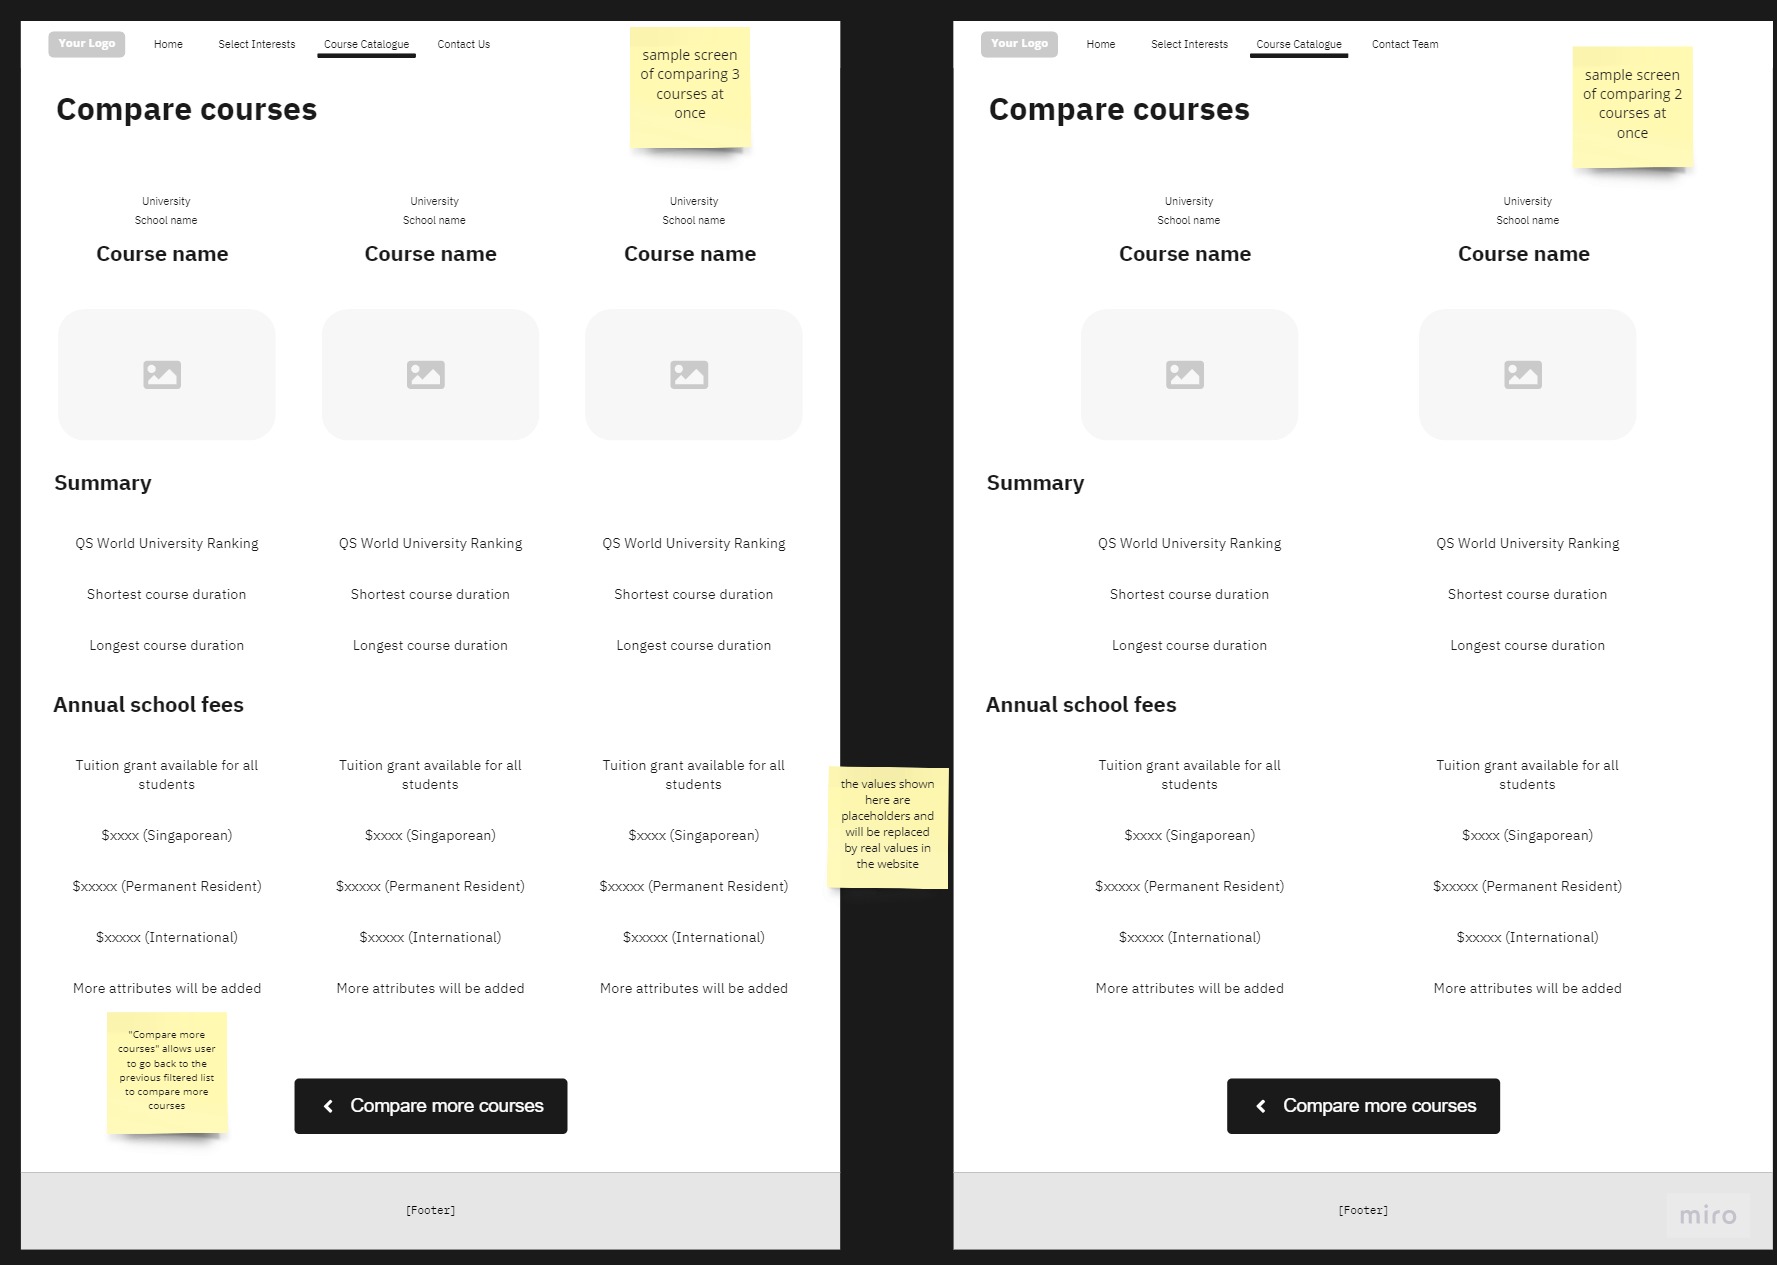 Your Logo Home Select Interests Course Catalogue Contact Us
sample screen
of comparing 3
courses at
once
Compare courses
University University University
School name School name School name
Course name Course name Course name
Summary
QS World University Ranking QS World University Ranking QS World University Ranking
Shortest course duration Shortest course duration Shortest course duration
Longest course duration Longest course duration Longest course duration
Annual school fees
Tuition grant available for all Tuition grant available for all Tuition grant available for all
students students students
$xxxx (Singaporean) $xxxx (Singaporean) $xxxx (Singaporean)
$xxxxx (Permanent Resident) $xxxxx (Permanent Resident) $xxxxx (Permanent Resident)
$xxxxx (International) $xxxxx (International) $xxxxx (International)
More attributes will be added More attributes will be added More attributes will be added
"Compare more
courses" allows user
to go back to the
previous filtered list
to compare more
courses
Compare more courses
[Footer]
the values shown
here are
placeholders and
will be replaced
by real values in
the website
Your Logo Home Select Interests Course Catalogue Contact Team
sample screen
of comparing 2
courses at
once
Compare courses
University University
School name School name
Course name Course name
Summary
QS World University Ranking QS World University Ranking
Shortest course duration Shortest course duration
Longest course duration Longest course duration
Annual school fees
Tuition grant available for all Tuition grant available for all
students students
$xxxx (Singaporean) $xxxx (Singaporean)
$xxxxx (Permanent Resident) $xxxxx (Permanent Resident)
$xxxxx (International) $xxxxx (International)
More attributes will be added More attributes will be added
Compare more courses
[Footer]
miro